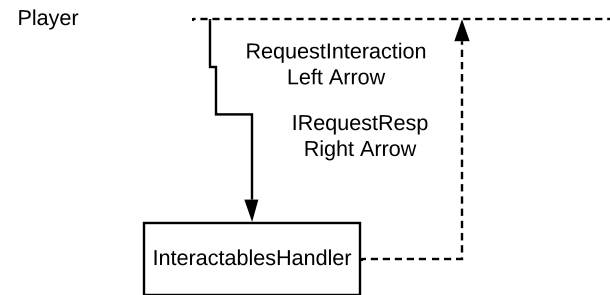 Player
RequestInteraction
Left Arrow
IRequestResp
Right Arrow
InteractablesHandler